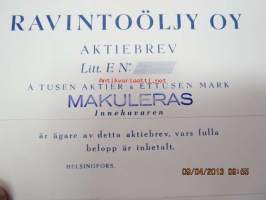 RAVINTOÖLJY OY
AKTIEBREV
Litt. E Nº
Å TUSEN AKTIER à ETTUSEN MARK
MAKULERAS
Innehavaren
är ägare av detta aktiebrev, vars fulla
belopp är inbetalt.
HELSINGFORS,
09/04/2013 09:55